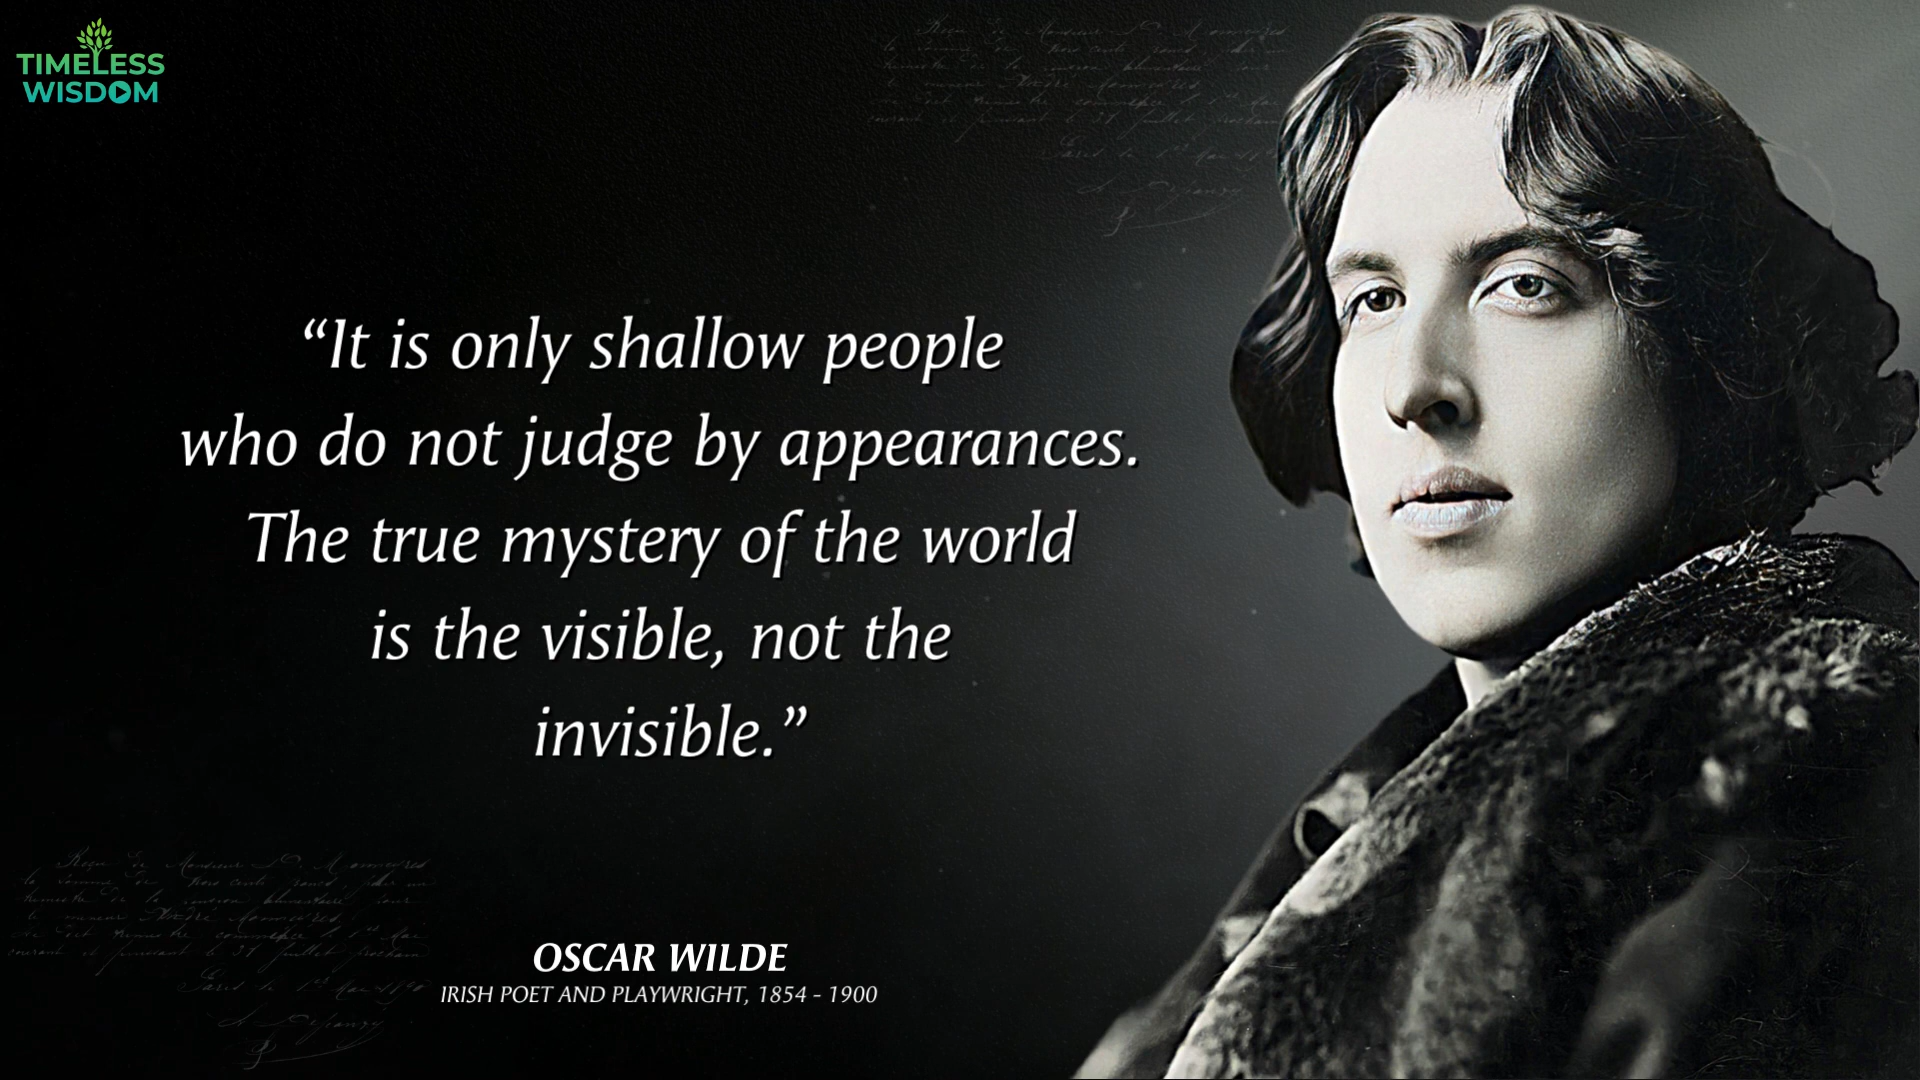 TIMELESS
WISDOM
“It is only shallow people
who do not judge by appearances.
The true mystery of the world
is the visible, not the
invisible.”
OSCAR WILDE
IRISH POET AND PLAYWRIGHT, 1854 - 1900